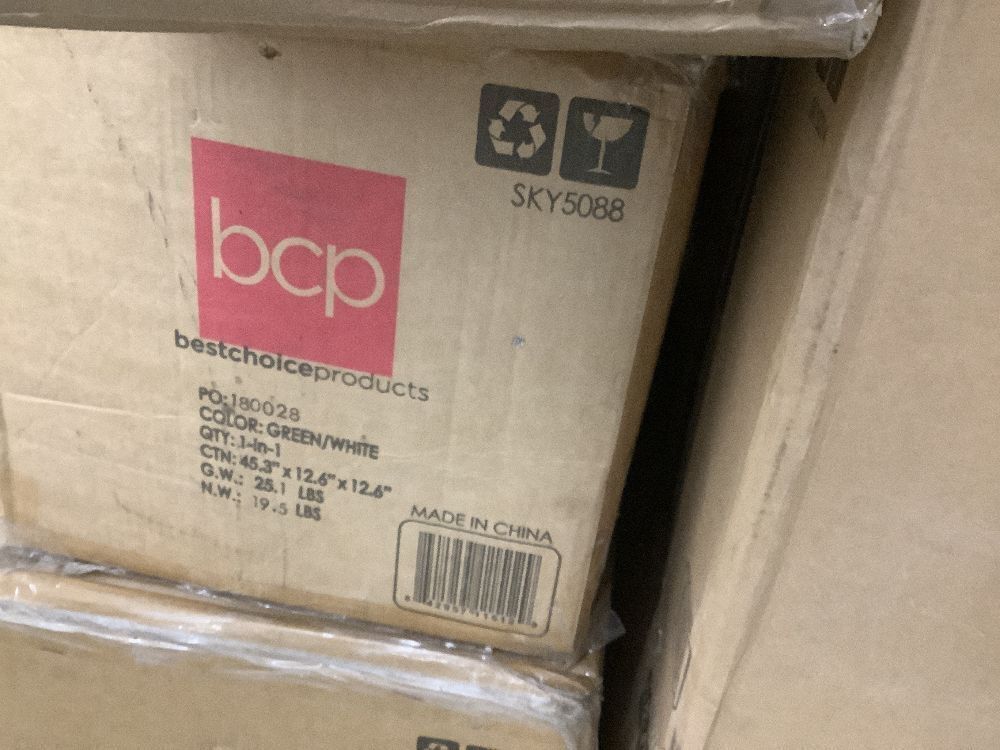 SKY5088
bcp
bestchoiceproducts
PO:180028
COLOR: GREEN/WHITE
QTY: 1-in-1
CTN: 45.3" x 12.6" x 12.6"
G.W.: 25.1 LBS
N.W.: 19.5 LBS
MADE IN CHINA